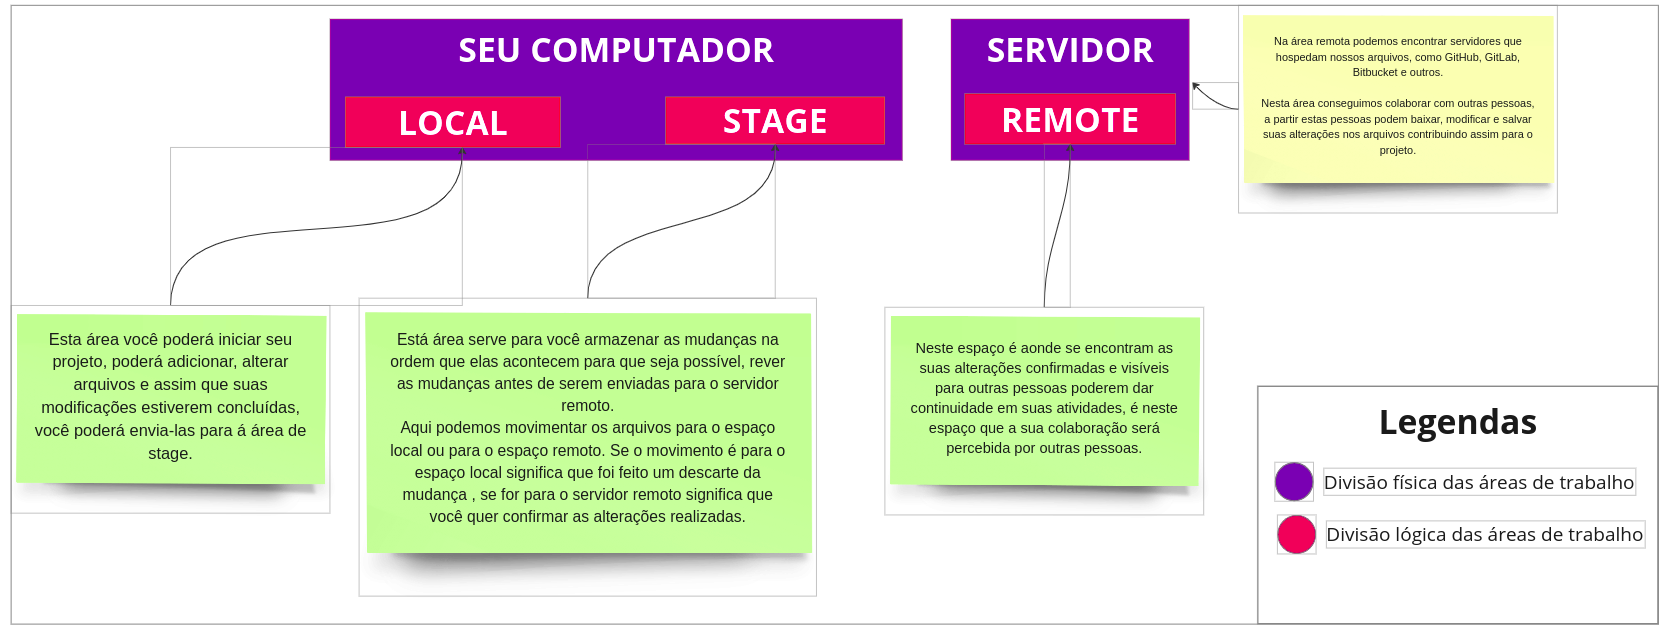 SEU COMPUTADOR
LOCAL
STAGE
SERVIDOR
REMOTE
Na área remota podemos encontrar servidores que
hospedam nossos arquivos, como GitHub, GitLab,
Bitbucket e outros.
Nesta área conseguimos colaborar com outras pessoas,
a partir estas pessoas podem baixar, modificar e salvar
suas alterações nos arquivos contribuindo assim para o
projeto.
Esta área você poderá iniciar seu
projeto, poderá adicionar, alterar
arquivos e assim que suas
modificações estiverem concluídas,
você poderá envia-las para á área de
stage.
Está área serve para você armazenar as mudanças na
ordem que elas acontecem para que seja possível, rever
as mudanças antes de serem enviadas para o servidor
remoto.
Aqui podemos movimentar os arquivos para o espaço
local ou para o espaço remoto. Se o movimento é para o
espaço local significa que foi feito um descarte da
mudança , se for para o servidor remoto significa que
você quer confirmar as alterações realizadas.
Neste espaço é aonde se encontram as
suas alterações confirmadas e visíveis
para outras pessoas poderem dar
continuidade em suas atividades, é neste
espaço que a sua colaboração será
percebida por outras pessoas.
Legendas
Divisão física das áreas de trabalho
Divisão lógica das áreas de trabalho